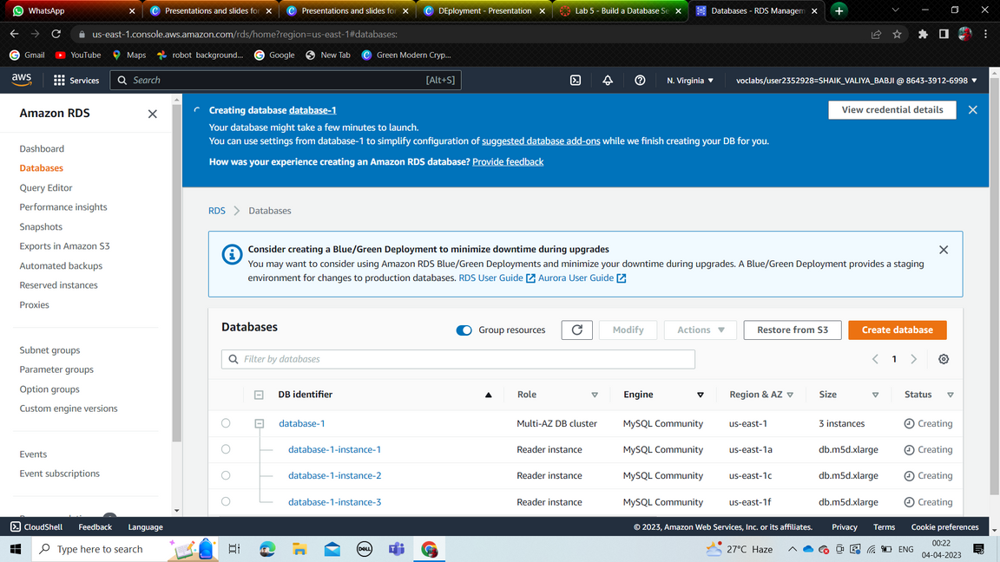 WhatsApp
Presentations and slides fo
Presentations and slides for
DEployment - Presentation
Lab 5 - Build a Database Se
Databases - RDS Managem
us-east-1.console.aws.amazon.com/rds/home?region=us-east-1#databases:
Gmail
YouTube
Maps
robot background...
Google
New Tab
Green Modern Cryp...
aws
Services
Search
[Alt+S]
N. Virginia
voclabs/user2352928=SHAIK_VALIYA_BABJI @ 8643-3912-6998
Amazon RDS
Dashboard
Databases
Query Editor
Performance insights
Snapshots
Exports in Amazon S3
Automated backups
Reserved instances
Proxies
Subnet groups
Parameter groups
Option groups
Custom engine versions
Events
Event subscriptions
Creating database database-1
View credential details
Your database might take a few minutes to launch.
You can use settings from database-1 to simplify configuration of suggested database add-ons while we finish creating your DB for you.
How was your experience creating an Amazon RDS database? Provide feedback
RDS
Databases
Consider creating a Blue/Green Deployment to minimize downtime during upgrades
You may want to consider using Amazon RDS Blue/Green Deployments and minimize your downtime during upgrades. A Blue/Green Deployment provides a staging
environment for changes to production databases. RDS User Guide Aurora User Guide
Databases
Group resources
Modify
Actions
Restore from S3
Create database
Filter by databases
1
DB identifier Role Engine Region & AZ Size Status
database-1 Multi-AZ DB cluster MySQL Community us-east-1 3 instances Creating
database-1-instance-1 Reader instance MySQL Community us-east-1a db.m5d.xlarge Creating
database-1-instance-2 Reader instance MySQL Community us-east-1c db.m5d.xlarge Creating
database-1-instance-3 Reader instance MySQL Community us-east-1f db.m5d.xlarge Creating
CloudShell
Feedback
Language
© 2023, Amazon Web Services, Inc. or its affiliates.
Privacy
Terms
Cookie preferences
Type here to search
DELL
27°C Haze
ENG
00:22
04-04-2023